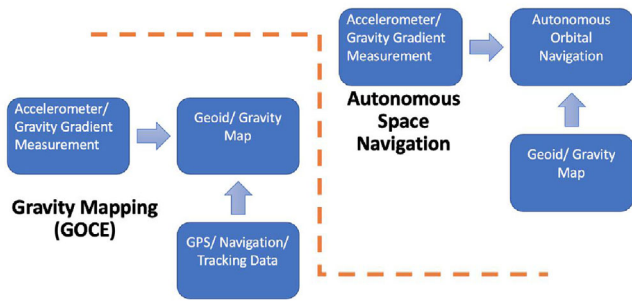 Accelerometer/
Gravity Gradient
Measurement
Geoid/ Gravity
Map
Gravity Mapping
(GOCE)
GPS/ Navigation/
Tracking Data
Accelerometer/
Gravity Gradient
Measurement
Autonomous
Orbital
Navigation
Autonomous
Space
Navigation
Geoid/ Gravity
Map